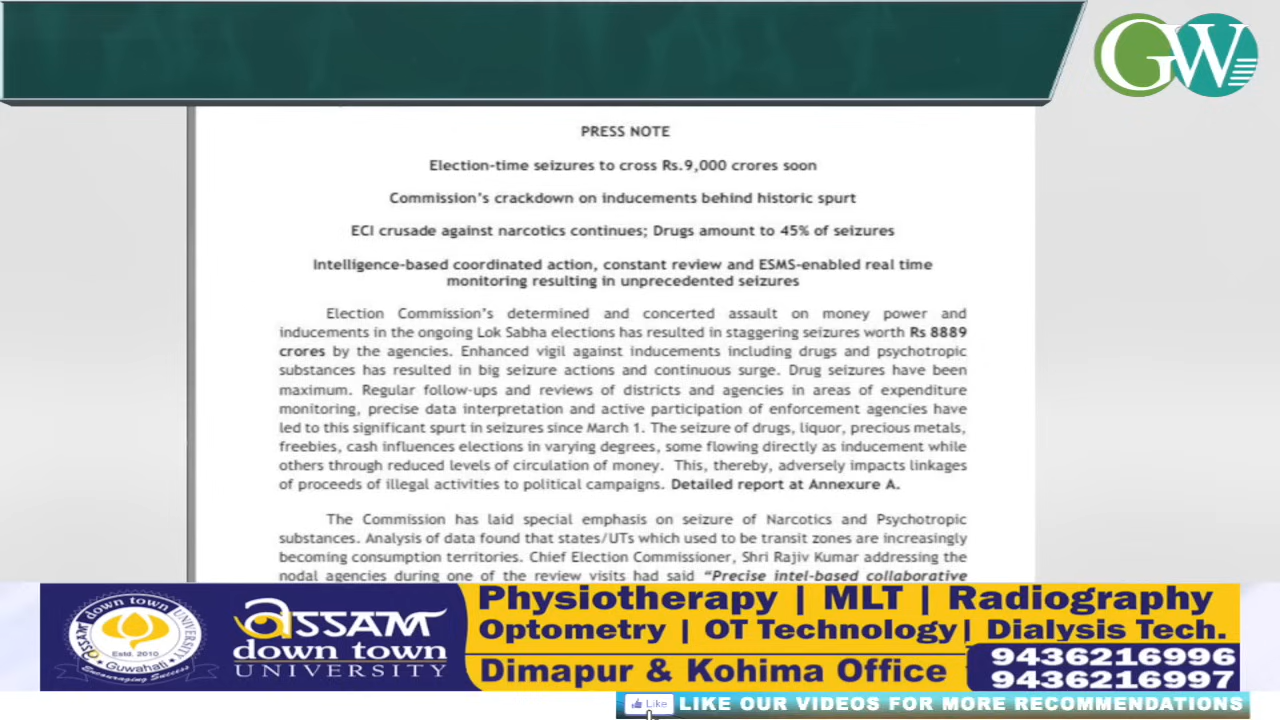 GW
PRESS NOTE
Election-time seizures to cross Rs.9,000 crores soon
Commission's crackdown on inducements behind historic spurt
ECI crusade against narcotics continues; Drugs amount to 45% of seizures
Intelligence-based coordinated action, constant review and ESMS-enabled real time
monitoring resulting in unprecedented seizures
Election Commission's determined and concerted assault on money power and
inducements in the ongoing Lok Sabha elections has resulted in staggering seizures worth Rs 8889
crores by the agencies. Enhanced vigil against inducements including drugs and psychotropic
substances has resulted in big seizure actions and continuous surge. Drug seizures have been
maximum. Regular follow-ups and reviews of districts and agencies in areas of expenditure
monitoring, precise data interpretation and active participation of enforcement agencies have
led to this significant spurt in seizures since March 1. The seizure of drugs, liquor, precious metals,
freebies, cash influences elections in varying degrees, some flowing directly as inducement while
others through reduced levels of circulation of money. This, thereby, adversely impacts linkages
of proceeds of illegal activities to political campaigns. Detailed report at Annexure A.
The Commission has laid special emphasis on seizure of Narcotics and Psychotropic
substances. Analysis of data found that states/UTs which used to be transit zones are increasingly
becoming consumption territories. Chief Election Commissioner, Shri Rajiv Kumar addressing the
nodal agencies during one of the review visits had said "Precise intel-based collaborative
assam down town UNIVERSITY
Estd. 2010
Guwahati
Encouraging Success
assam
down town
UNIVERSITY
Physiotherapy | MLT | Radiography
Optometry | OT Technology| Dialysis Tech.
Dimapur & Kohima Office
9436216996
9436216997
Like
LIKE OUR VIDEOS FOR MORE RECOMMENDATIONS